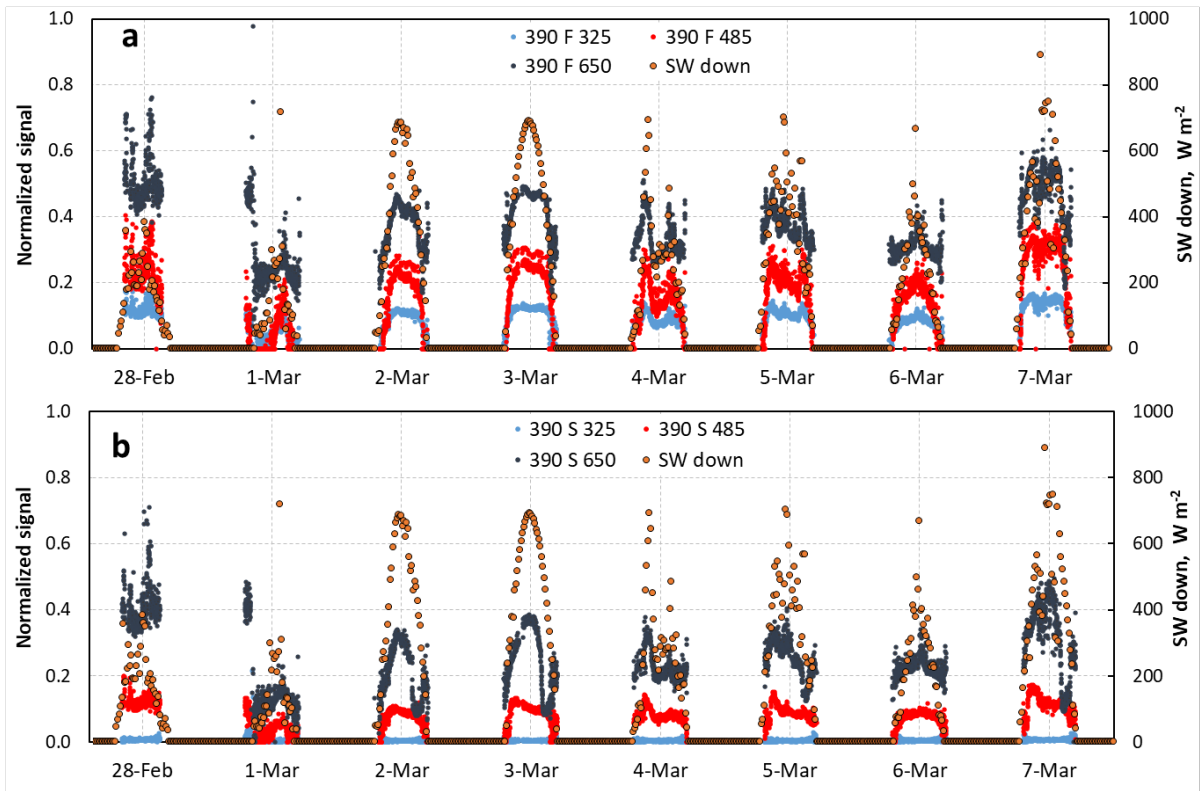 a
390 F 325
390 F 485
390 F 650
SW down
Normalized signal
SW down, W m-2
1.0
0.8
0.6
0.4
0.2
0.0
1000
800
600
400
200
0
28-Feb 1-Mar 2-Mar 3-Mar 4-Mar 5-Mar 6-Mar 7-Mar
b
390 S 325
390 S 485
390 S 650
SW down
Normalized signal
SW down, W m-2
1.0
0.8
0.6
0.4
0.2
0.0
1000
800
600
400
200
0
28-Feb 1-Mar 2-Mar 3-Mar 4-Mar 5-Mar 6-Mar 7-Mar